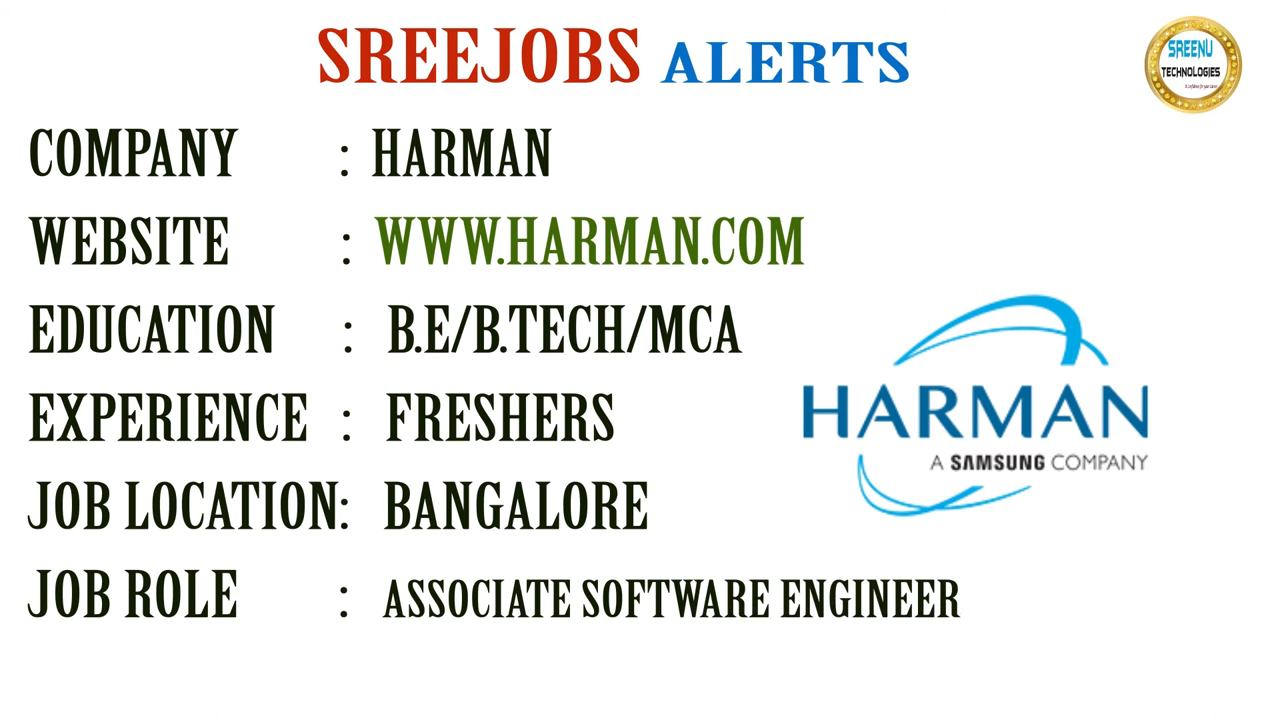 SREEJOBS ALERTS
SREENU
TECHNOLOGIES
COMPANY : HARMAN
WEBSITE : WWW.HARMAN.COM
EDUCATION : B.E/B.TECH/MCA
EXPERIENCE : FRESHERS
HARMAN
A SAMSUNG COMPANY
JOB LOCATION: BANGALORE
JOB ROLE : ASSOCIATE SOFTWARE ENGINEER